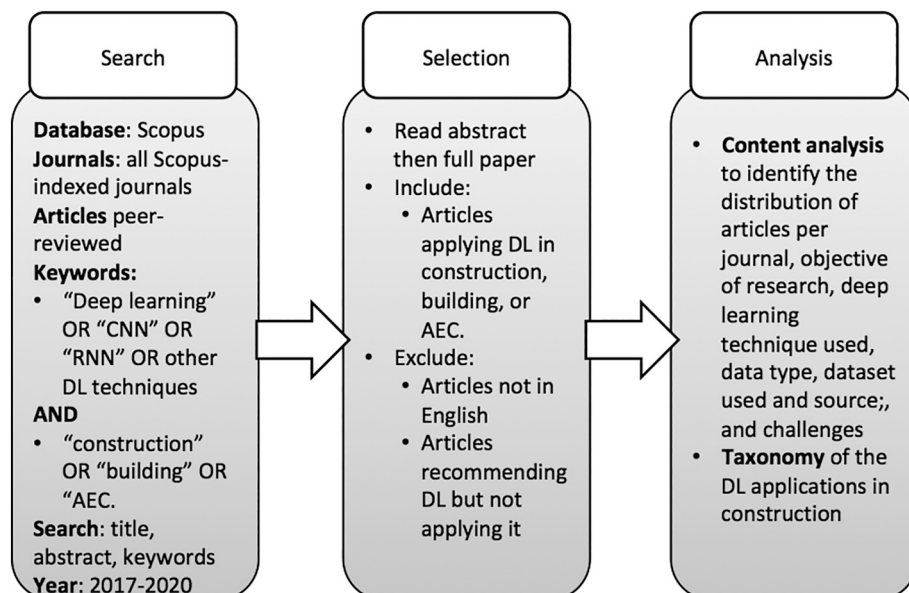 Search
Database: Scopus
Journals: all Scopus-
indexed journals
Articles peer-
reviewed
Keywords:
• “Deep learning”
OR “CNN” OR
“RNN” OR other
DL techniques
AND
• “construction”
OR “building” OR
“AEC.
Search: title,
abstract, keywords
Year: 2017-2020
Selection
• Read abstract
then full paper
• Include:
• Articles
applying DL in
construction,
building, or
AEC.
• Exclude:
• Articles not in
English
• Articles
recommending
DL but not
applying it
Analysis
• Content analysis
to identify the
distribution of
articles per
journal, objective
of research, deep
learning
technique used,
data type, dataset
used and source;,
and challenges
• Taxonomy of the
DL applications in
construction